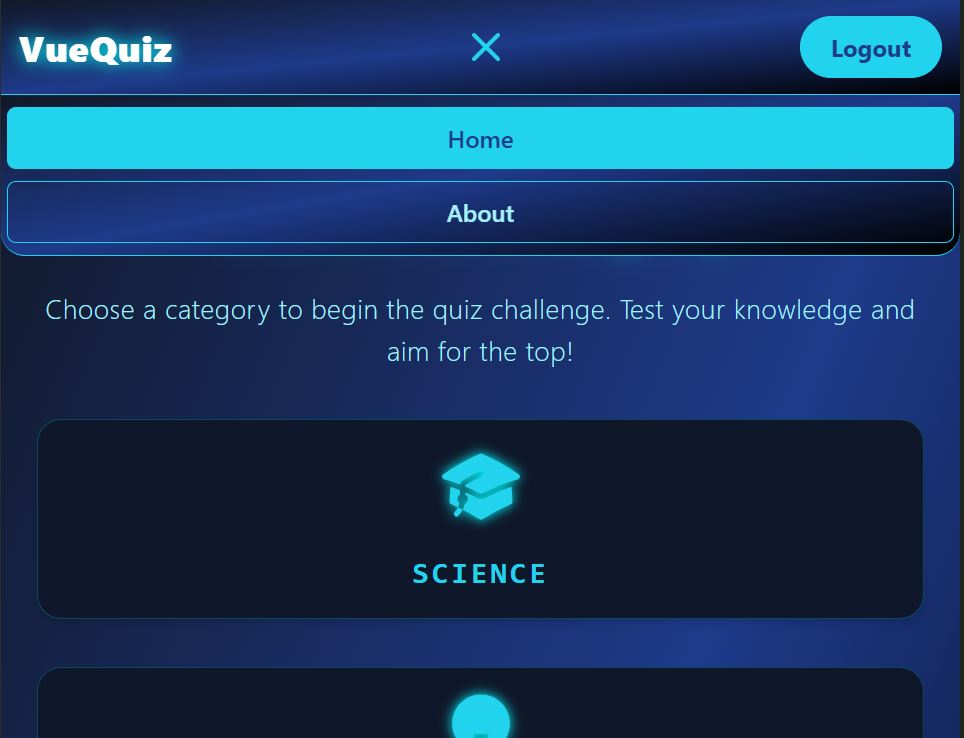 VueQuiz
Logout
Home
About
Choose a category to begin the quiz challenge. Test your knowledge and
aim for the top!
SCIENCE